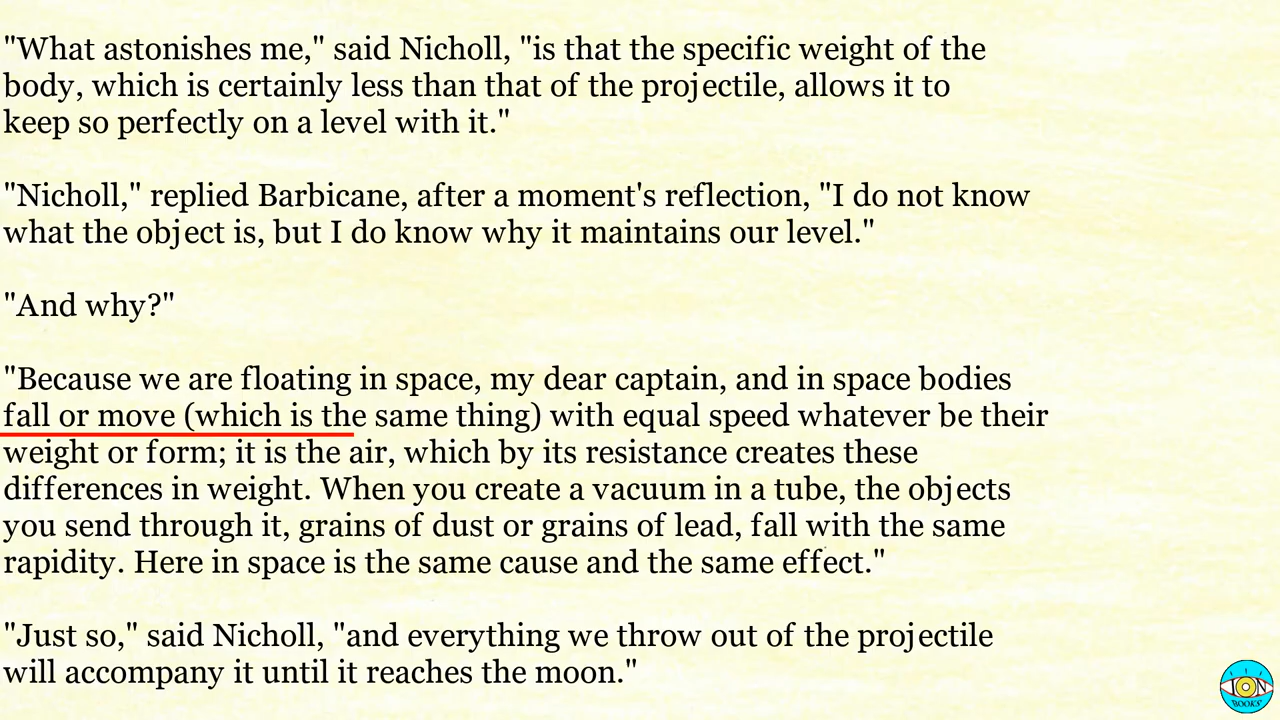 "What astonishes me," said Nicholl, "is that the specific weight of the
body, which is certainly less than that of the projectile, allows it to
keep so perfectly on a level with it."
"Nicholl," replied Barbicane, after a moment's reflection, "I do not know
what the object is, but I do know why it maintains our level."
"And why?"
"Because we are floating in space, my dear captain, and in space bodies
fall or move (which is the same thing) with equal speed whatever be their
weight or form; it is the air, which by its resistance creates these
differences in weight. When you create a vacuum in a tube, the objects
you send through it, grains of dust or grains of lead, fall with the same
rapidity. Here in space is the same cause and the same effect."
"Just so," said Nicholl, "and everything we throw out of the projectile
will accompany it until it reaches the moon."
ION
BOOKS